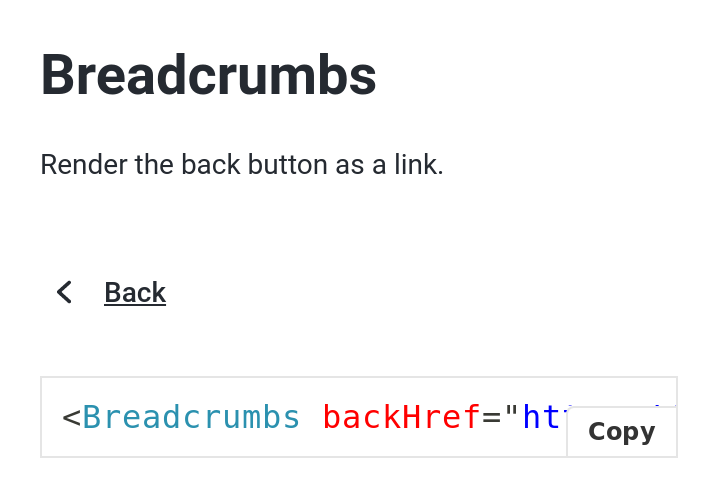 Breadcrumbs
Render the back button as a link.
Back
<Breadcrumbs backHref="
Copy